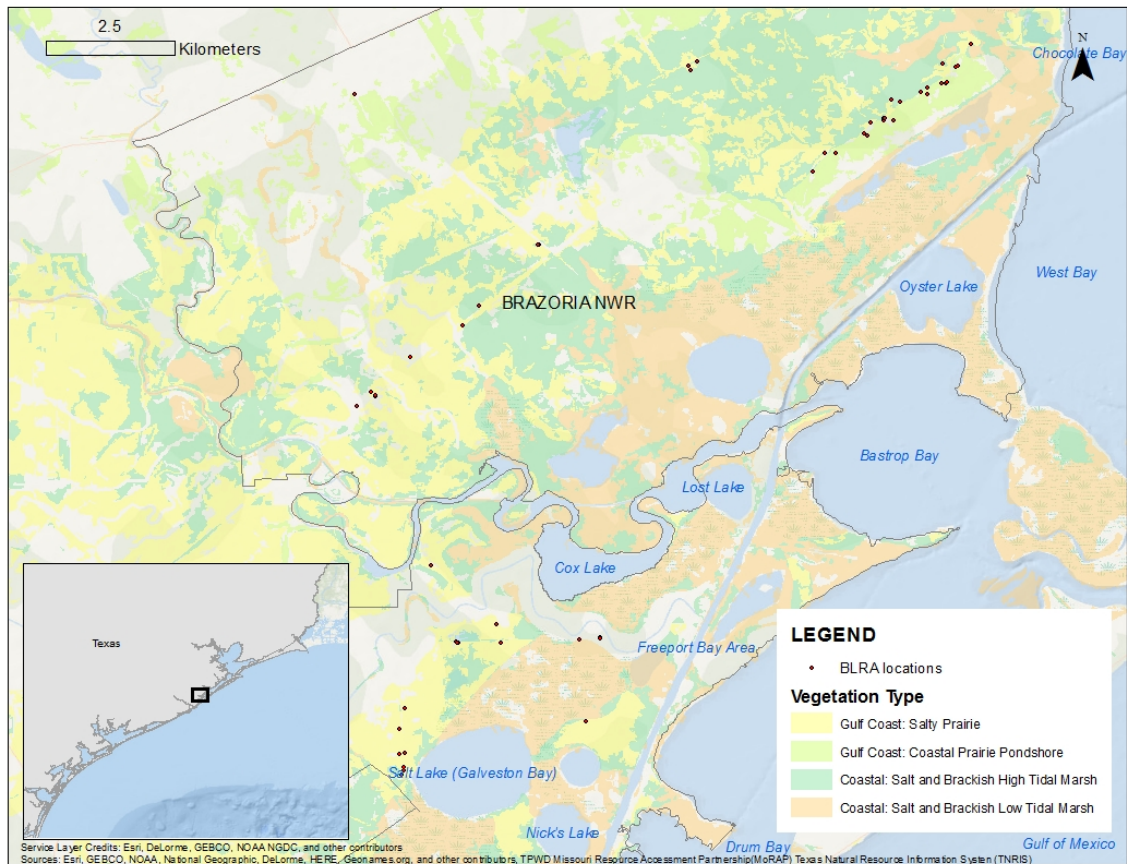 2.5
Kilometers
N
Chocolate Bay
BRAZORIA NWR
West Bay
Oyster Lake
Bastrop Bay
Lost Lake
Cox Lake
Freeport Bay Area
Salt Lake (Galveston Bay)
Nick's Lake
Drum Bay
Gulf of Mexico
Texas
LEGEND
BLRA locations
Vegetation Type
Gulf Coast: Salty Prairie
Gulf Coast: Coastal Prairie Pondshore
Coastal: Salt and Brackish High Tidal Marsh
Coastal: Salt and Brackish Low Tidal Marsh
Service Layer Credits: Esri, DeLorme, GEBCO, NOAA NGDC, and other contributors
Sources: Esri, GEBCO, NOAA, National Geographic, DeLorme, HERE, Geonames.org, and other contributors, TPWD Missouri Resource Accessment Partnership(MoRAP) Texas Natural Resource Information Systen (TNRIS)